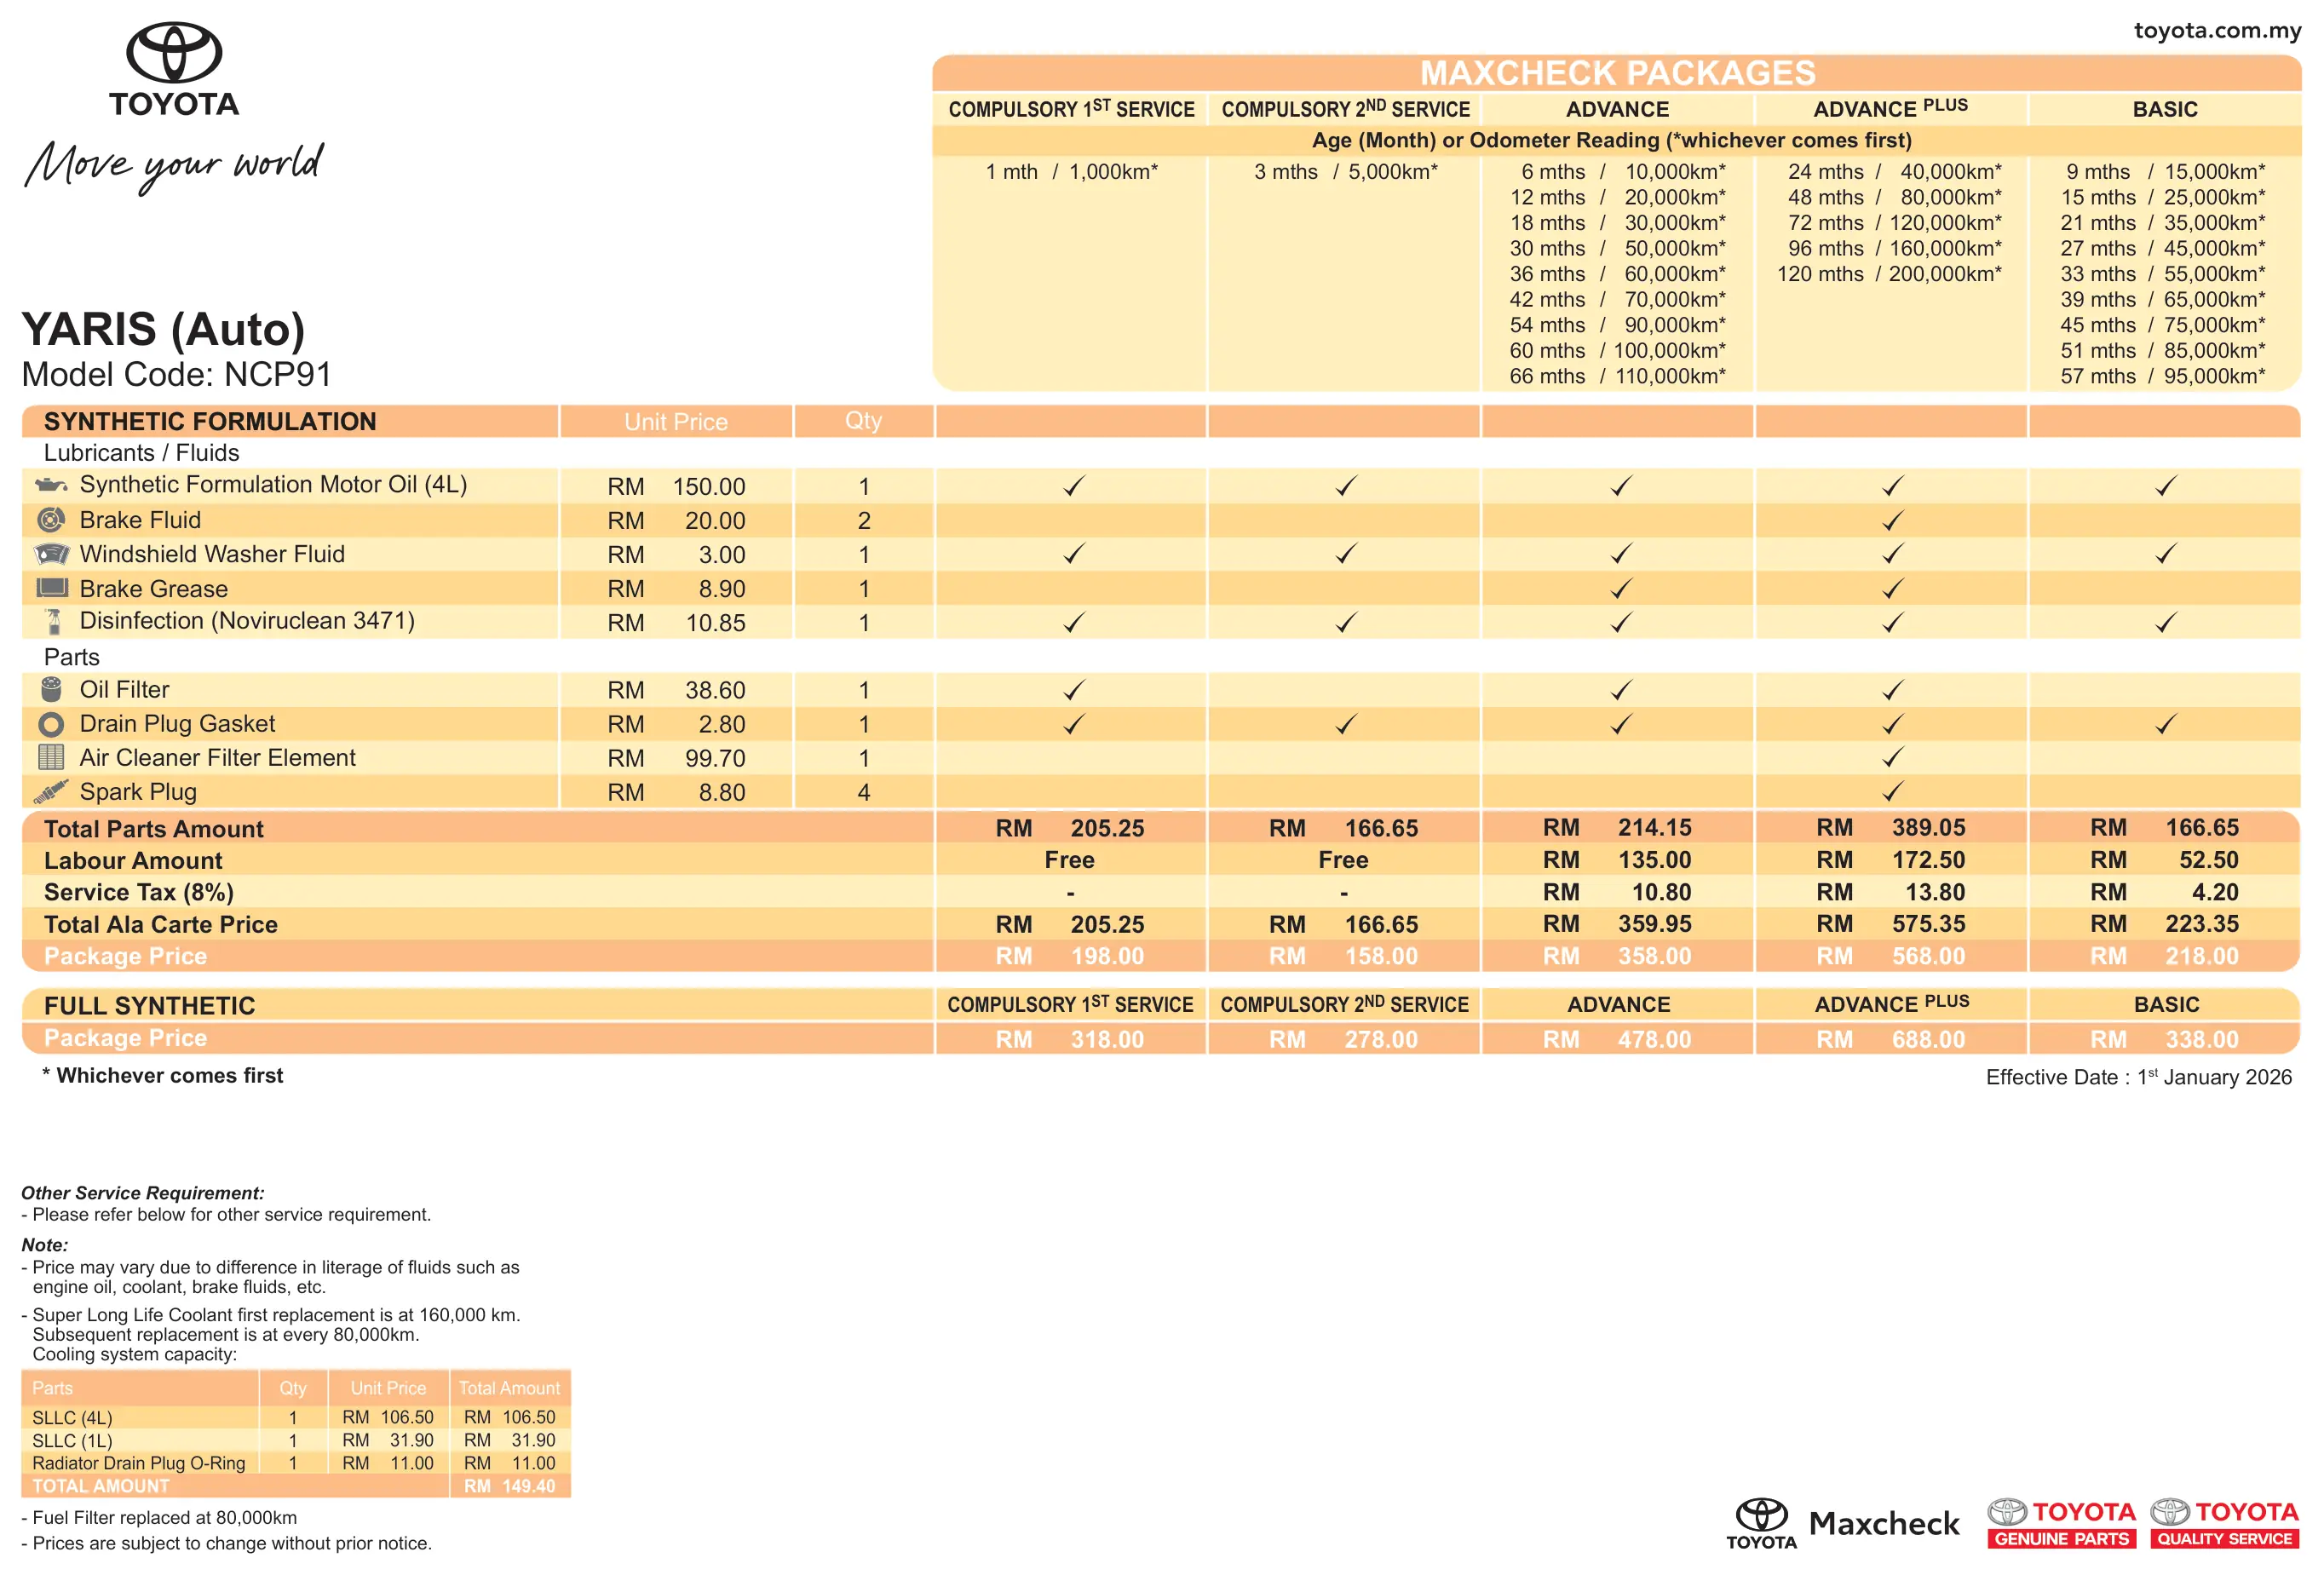 toyota.com.my
TOYOTA
Move your world
YARIS (Auto)
Model Code: NCP91
MAXCHECK PACKAGES
COMPULSORY 1ST SERVICE COMPULSORY 2ND SERVICE ADVANCE ADVANCE PLUS BASIC
Age (Month) or Odometer Reading (*whichever comes first)
1 mth / 1,000km* 3 mths / 5,000km* 6 mths / 10,000km* 24 mths / 40,000km* 9 mths / 15,000km*
12 mths / 20,000km* 48 mths / 80,000km* 15 mths / 25,000km*
18 mths / 30,000km* 72 mths / 120,000km* 21 mths / 35,000km*
30 mths / 50,000km* 96 mths / 160,000km* 27 mths / 45,000km*
36 mths / 60,000km* 120 mths / 200,000km* 33 mths / 55,000km*
42 mths / 70,000km* 39 mths / 65,000km*
54 mths / 90,000km* 45 mths / 75,000km*
60 mths / 100,000km* 51 mths / 85,000km*
66 mths / 110,000km* 57 mths / 95,000km*
SYNTHETIC FORMULATION Unit Price Qty
Lubricants / Fluids
Synthetic Formulation Motor Oil (4L) RM 150.00 1 ✓ ✓ ✓ ✓ ✓
Brake Fluid RM 20.00 2 ✓
Windshield Washer Fluid RM 3.00 1 ✓ ✓ ✓ ✓ ✓
Brake Grease RM 8.90 1 ✓ ✓
Disinfection (Noviruclean 3471) RM 10.85 1 ✓ ✓ ✓ ✓ ✓
Parts
Oil Filter RM 38.60 1 ✓ ✓ ✓
Drain Plug Gasket RM 2.80 1 ✓ ✓ ✓ ✓ ✓
Air Cleaner Filter Element RM 99.70 1 ✓
Spark Plug RM 8.80 4 ✓
Total Parts Amount RM 205.25 RM 166.65 RM 214.15 RM 389.05 RM 166.65
Labour Amount Free Free RM 135.00 RM 172.50 RM 52.50
Service Tax (8%) - - RM 10.80 RM 13.80 RM 4.20
Total Ala Carte Price RM 205.25 RM 166.65 RM 359.95 RM 575.35 RM 223.35
Package Price RM 198.00 RM 158.00 RM 358.00 RM 568.00 RM 218.00
FULL SYNTHETIC COMPULSORY 1ST SERVICE COMPULSORY 2ND SERVICE ADVANCE ADVANCE PLUS BASIC
Package Price RM 318.00 RM 278.00 RM 478.00 RM 688.00 RM 338.00
* Whichever comes first
Effective Date : 1st January 2026
Other Service Requirement:
- Please refer below for other service requirement.
Note:
- Price may vary due to difference in literage of fluids such as
engine oil, coolant, brake fluids, etc.
- Super Long Life Coolant first replacement is at 160,000 km.
Subsequent replacement is at every 80,000km.
Cooling system capacity:
Parts Qty Unit Price Total Amount
SLLC (4L) 1 RM 106.50 RM 106.50
SLLC (1L) 1 RM 31.90 RM 31.90
Radiator Drain Plug O-Ring 1 RM 11.00 RM 11.00
TOTAL AMOUNT RM 149.40
- Fuel Filter replaced at 80,000km
- Prices are subject to change without prior notice.
TOYOTA Maxcheck
TOYOTA GENUINE PARTS
TOYOTA QUALITY SERVICE